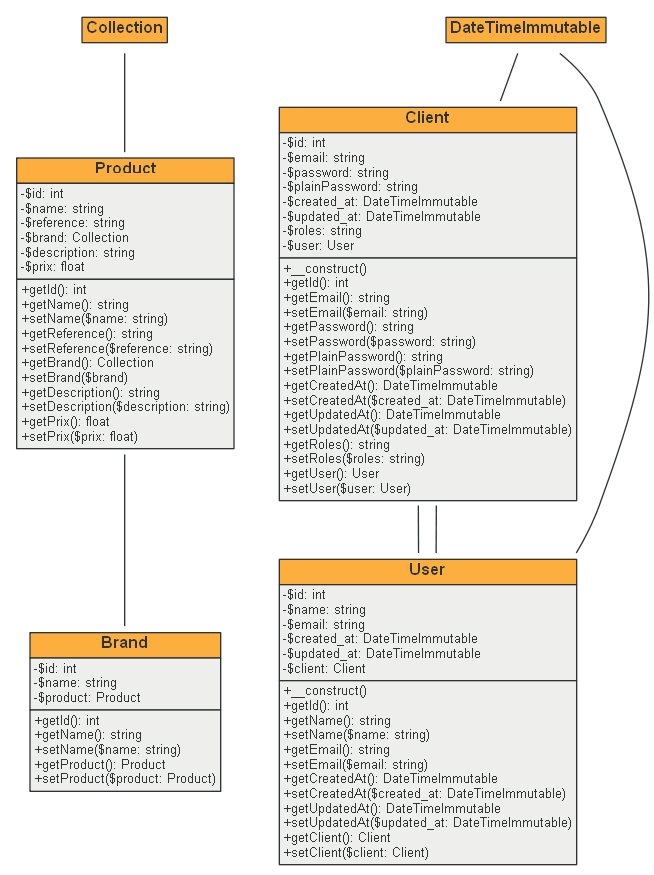 Collection
DateTimeImmutable
Product
-$id: int
-$name: string
-$reference: string
-$brand: Collection
-$description: string
-$prix: float
+getId(): int
+getName(): string
+setName($name: string)
+getReference(): string
+setReference($reference: string)
+getBrand(): Collection
+setBrand($brand)
+getDescription(): string
+setDescription($description: string)
+getPrix(): float
+setPrix($prix: float)
Client
-$id: int
-$email: string
-$password: string
-$plainPassword: string
-$created_at: DateTimeImmutable
-$updated_at: DateTimeImmutable
-$roles: string
-$user: User
+__construct()
+getId(): int
+getEmail(): string
+setEmail($email: string)
+getPassword(): string
+setPassword($password: string)
+getPlainPassword(): string
+setPlainPassword($plainPassword: string)
+getCreatedAt(): DateTimeImmutable
+setCreatedAt($created_at: DateTimeImmutable)
+getUpdatedAt(): DateTimeImmutable
+setUpdatedAt($updated_at: DateTimeImmutable)
+getRoles(): string
+setRoles($roles: string)
+getUser(): User
+setUser($user: User)
Brand
-$id: int
-$name: string
-$product: Product
+getId(): int
+getName(): string
+setName($name: string)
+getProduct(): Product
+setProduct($product: Product)
User
-$id: int
-$name: string
-$email: string
-$created_at: DateTimeImmutable
-$updated_at: DateTimeImmutable
-$client: Client
+__construct()
+getId(): int
+getName(): string
+setName($name: string)
+getEmail(): string
+setEmail($email: string)
+getCreatedAt(): DateTimeImmutable
+setCreatedAt($created_at: DateTimeImmutable)
+getUpdatedAt(): DateTimeImmutable
+setUpdatedAt($updated_at: DateTimeImmutable)
+getClient(): Client
+setClient($client: Client)